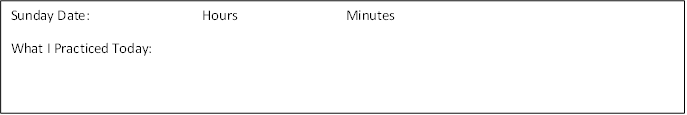 Sunday Date: Hours Minutes
What I Practiced Today: